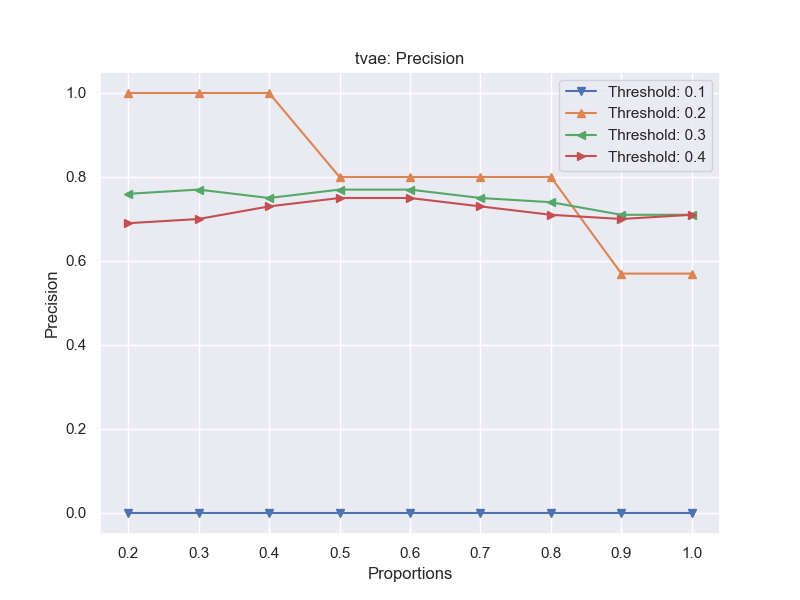 tvae: Precision
Threshold: 0.1
Threshold: 0.2
Threshold: 0.3
Threshold: 0.4
Precision
1.0
0.8
0.6
0.4
0.2
0.0
0.2 0.3 0.4 0.5 0.6 0.7 0.8 0.9 1.0
Proportions